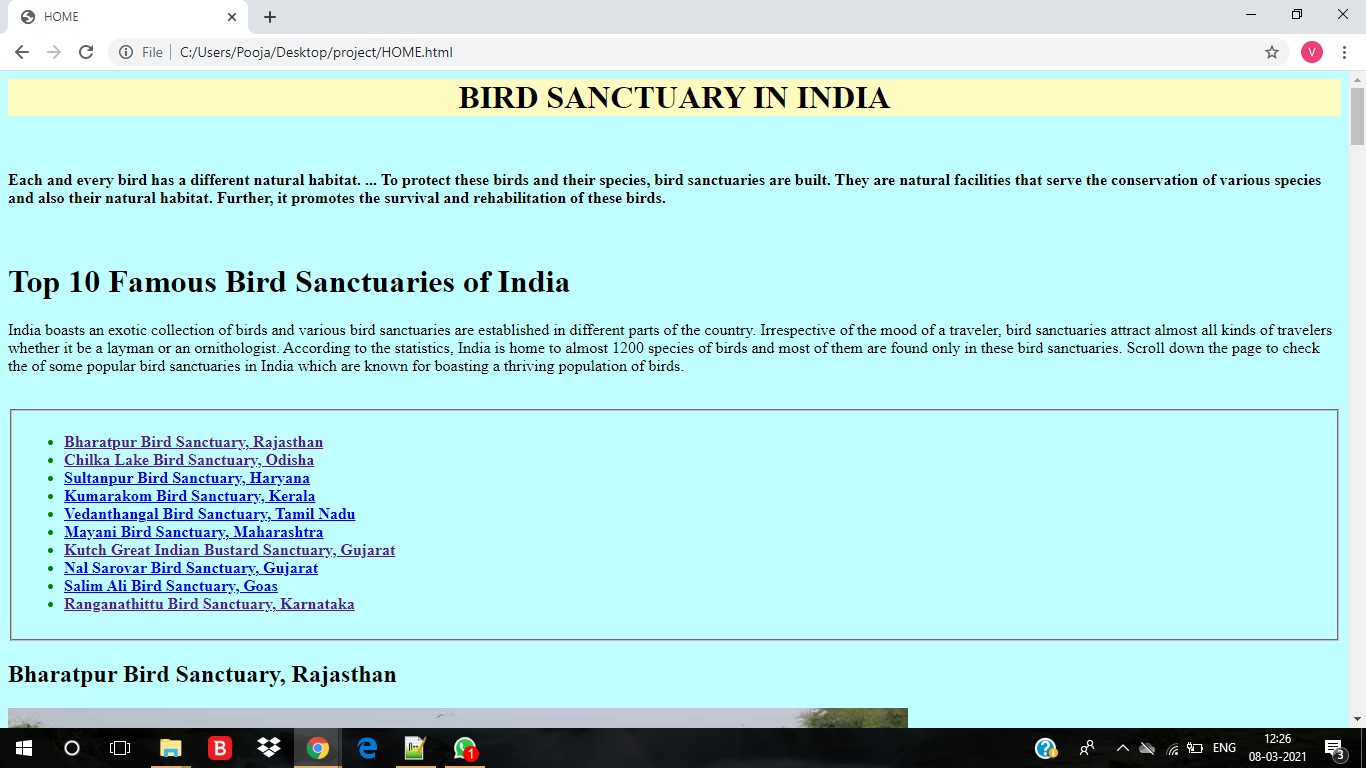 HOME
File
C:/Users/Pooja/Desktop/project/HOME.html
V
BIRD SANCTUARY IN INDIA
Each and every bird has a different natural habitat. ... To protect these birds and their species, bird sanctuaries are built. They are natural facilities that serve the conservation of various species
and also their natural habitat. Further, it promotes the survival and rehabilitation of these birds.
Top 10 Famous Bird Sanctuaries of India
India boasts an exotic collection of birds and various bird sanctuaries are established in different parts of the country. Irrespective of the mood of a traveler, bird sanctuaries attract almost all kinds of travelers
whether it be a layman or an ornithologist. According to the statistics, India is home to almost 1200 species of birds and most of them are found only in these bird sanctuaries. Scroll down the page to check
the of some popular bird sanctuaries in India which are known for boasting a thriving population of birds.
Bharatpur Bird Sanctuary, Rajasthan
Chilka Lake Bird Sanctuary, Odisha
Sultanpur Bird Sanctuary, Haryana
Kumarakom Bird Sanctuary, Kerala
Vedanthangal Bird Sanctuary, Tamil Nadu
Mayani Bird Sanctuary, Maharashtra
Kutch Great Indian Bustard Sanctuary, Gujarat
Nal Sarovar Bird Sanctuary, Gujarat
Salim Ali Bird Sanctuary, Goas
Ranganathittu Bird Sanctuary, Karnataka
Bharatpur Bird Sanctuary, Rajasthan
B
1
ENG
12:26
08-03-2021
3